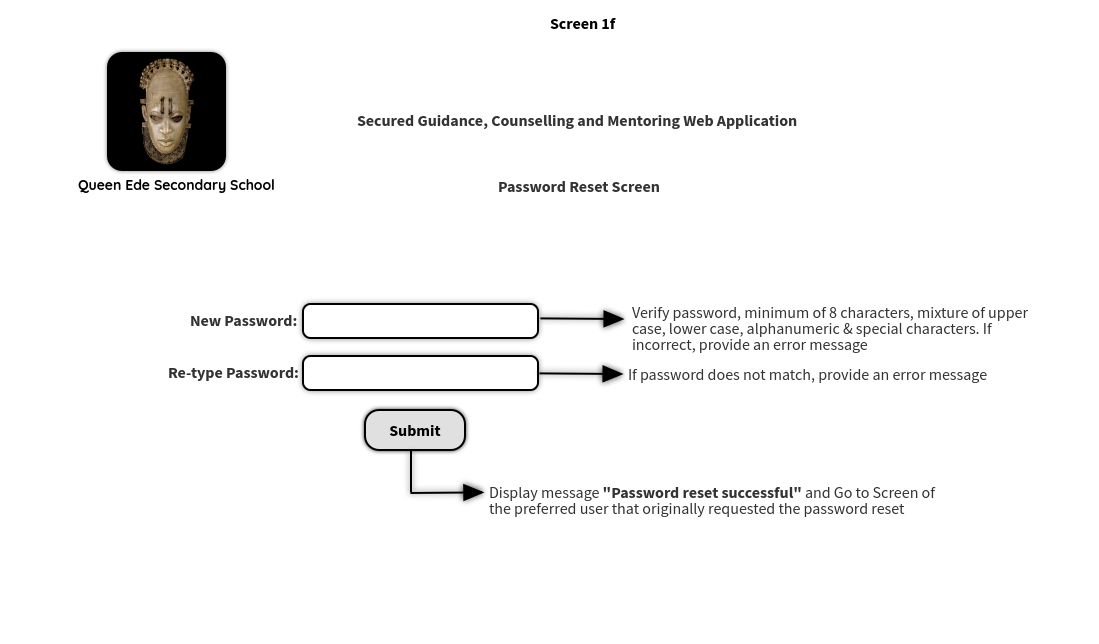 Screen 1f
Secured Guidance, Counselling and Mentoring Web Application
Queen Ede Secondary School
Password Reset Screen
New Password:
Verify password, minimum of 8 characters, mixture of upper
case, lower case, alphanumeric & special characters. If
incorrect, provide an error message
Re-type Password:
If password does not match, provide an error message
Submit
Display message "Password reset successful" and Go to Screen of
the preferred user that originally requested the password reset